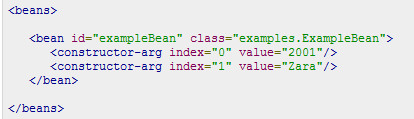 <beans>
<bean id="exampleBean" class="examples.ExampleBean">
<constructor-arg index="0" value="2001"/>
<constructor-arg index="1" value="Zara"/>
</bean>
</beans>